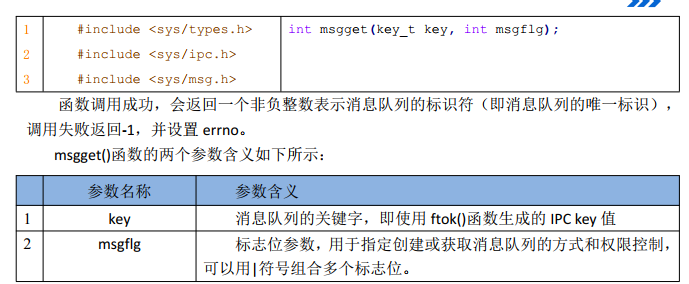 1 #include <sys/types.h> int msgget(key_t key, int msgflg);
2 #include <sys/ipc.h>
3 #include <sys/msg.h>
函数调用成功，会返回一个非负整数表示消息队列的标识符（即消息队列的唯一标识），
调用失败返回-1，并设置 errno。
msgget()函数的两个参数含义如下所示：
参数名称 参数含义
1 key 消息队列的关键字，即使用 ftok()函数生成的 IPC key 值
2 msgflg 标志位参数，用于指定创建或获取消息队列的方式和权限控制，
可以用|符号组合多个标志位。